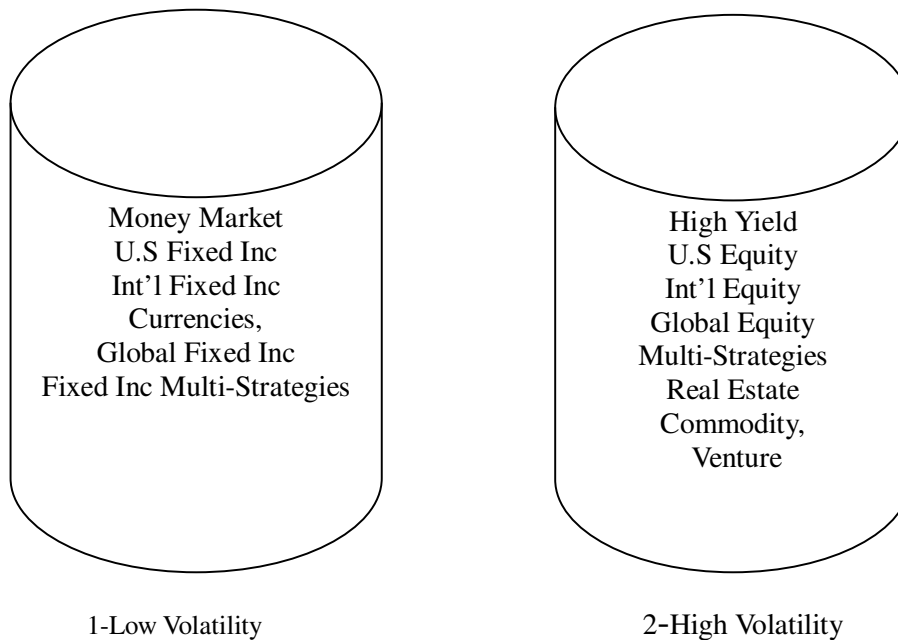 Money Market
U.S Fixed Inc
Int’l Fixed Inc
Currencies,
Global Fixed Inc
Fixed Inc Multi-Strategies
1-Low Volatility
High Yield
U.S Equity
Int’l Equity
Global Equity
Multi-Strategies
Real Estate
Commodity,
Venture
2-High Volatility